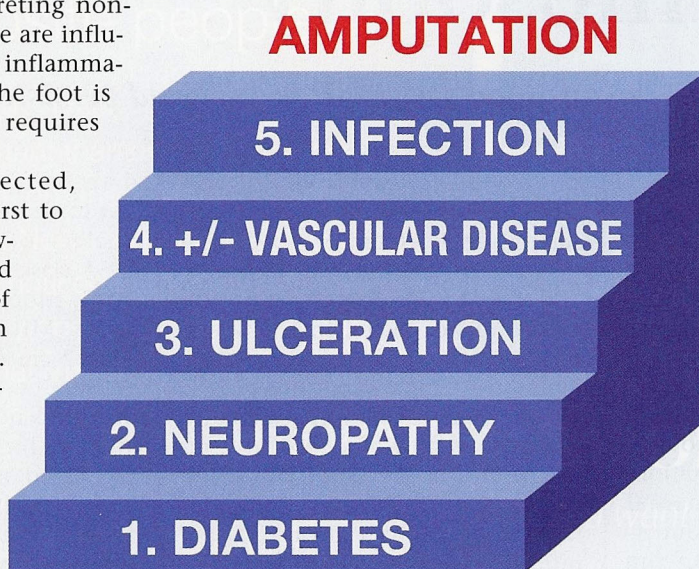 reting non-
e are influ-
inflamma-
he foot is
requires
ected,
rst to
w-
d
of
n
.
AMPUTATION
5. INFECTION
4. +/- VASCULAR DISEASE
3. ULCERATION
2. NEUROPATHY
1. DIABETES